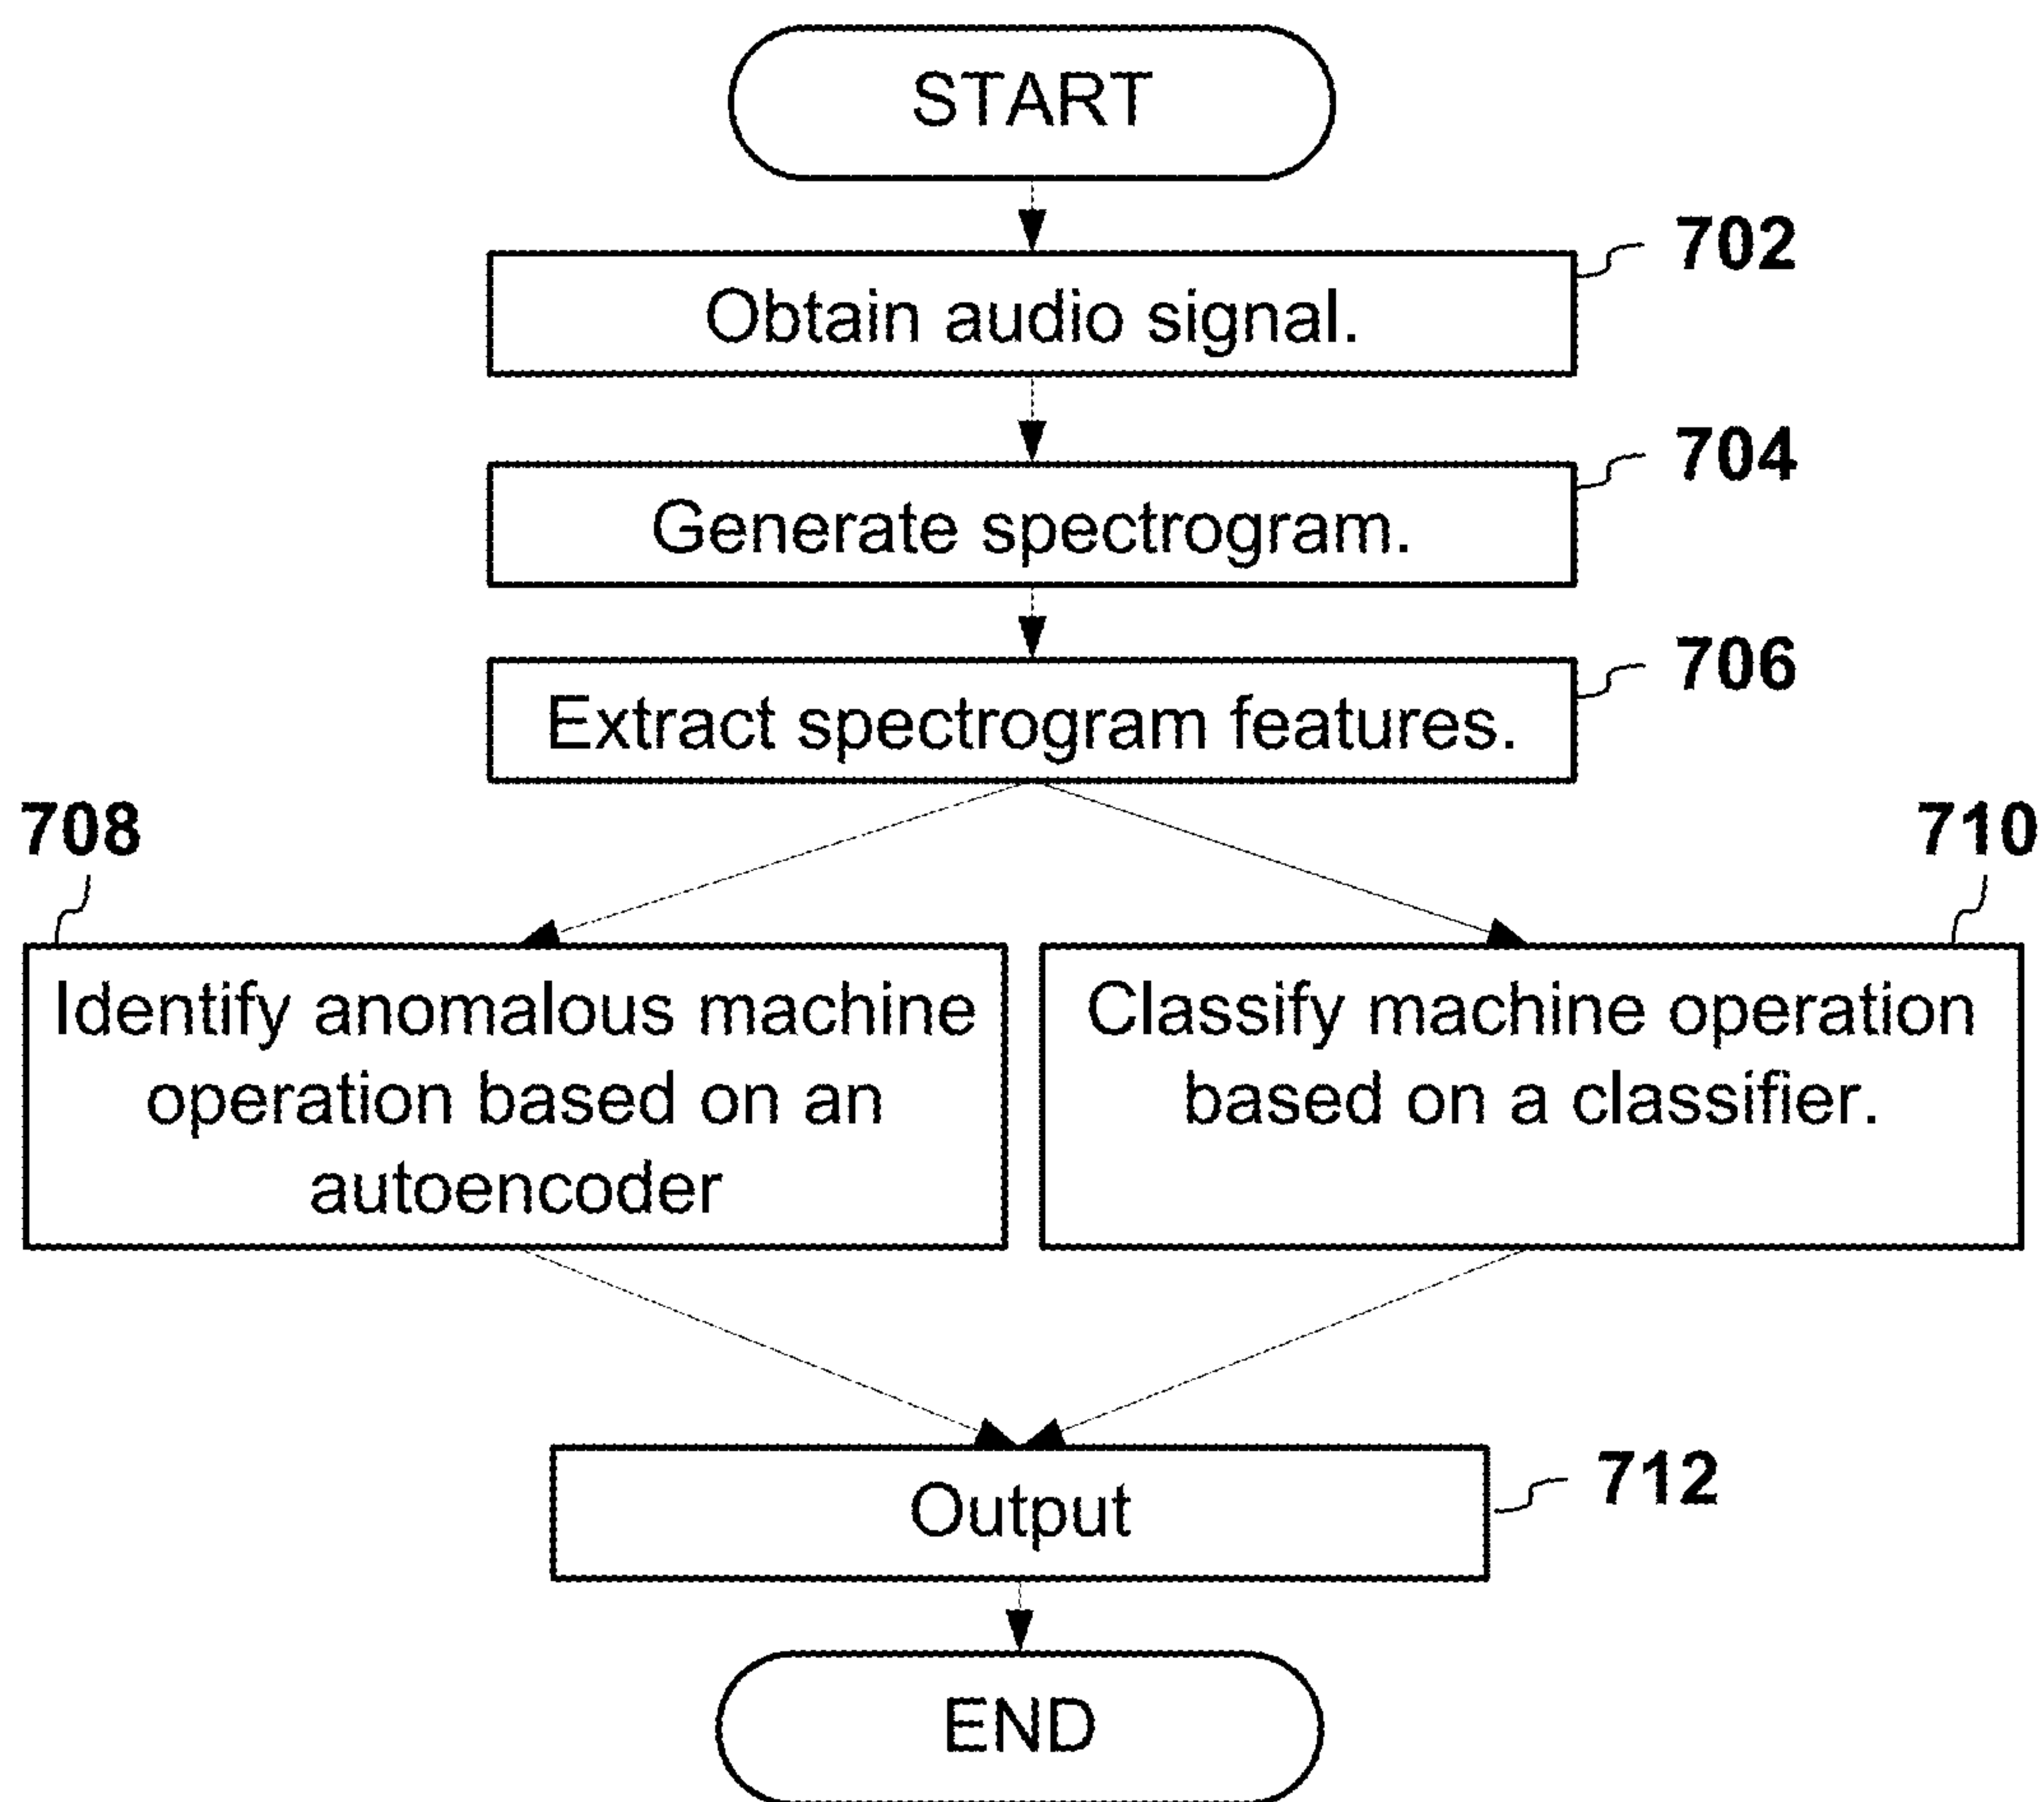 START
702
Obtain audio signal.
704
Generate spectrogram.
706
Extract spectrogram features.
708
710
Identify anomalous machine
operation based on an
autoencoder
Classify machine operation
based on a classifier.
Output
712
END